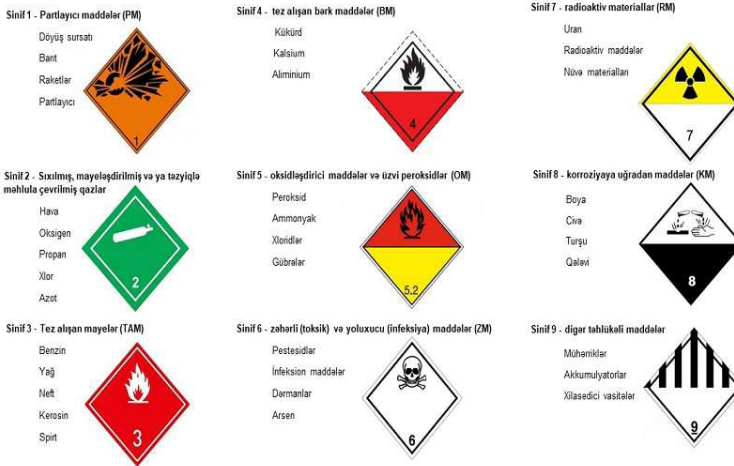 Sinif 1 - Partlayıcı maddələr (PM)
Döyüş sursatı
Barıt
Raketlər
Partlayıcı
1
Sinif 2 - Sıxılmış, mayeləşdirilmiş və ya təzyiqlə
məhlula çevrilmiş qazlar
Hava
Oksigen
Propan
Xlor
Azot
2
Sinif 3 - Tez alışan mayelər (TAM)
Benzin
Yağ
Neft
Kerosin
Spirt
3
Sinif 4 - tez alışan bərk maddələr (BM)
Kükürd
Kalsium
Aliminium
4
Sinif 5 - oksidləşdirici maddələr və üzvi peroksidlər (OM)
Peroksid
Ammonyak
Xloridlər
Gübrələr
5.2
Sinif 6 - zəhərli (toksik) və yoluxucu (infeksiya) maddələr (ZM)
Pestesidlər
İnfeksion maddələr
Dərmanlar
Arsen
6
Sinif 7 - radioaktiv materiallar (RM)
Uran
Radioaktiv maddələr
Nüvə materialları
7
Sinif 8 - korroziyaya uğradan maddələr (KM)
Boya
Civə
Turşu
Qələvi
8
Sinif 9 - digər təhlükəli maddələr
Mühərriklər
Akkumulyatorlar
Xilasedici vasitələr
9